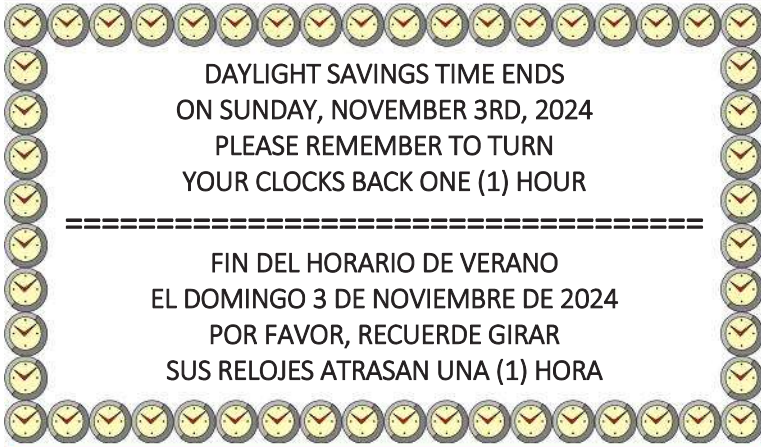 DAYLIGHT SAVINGS TIME ENDS
ON SUNDAY, NOVEMBER 3RD, 2024
PLEASE REMEMBER TO TURN
YOUR CLOCKS BACK ONE (1) HOUR
===================================
FIN DEL HORARIO DE VERANO
EL DOMINGO 3 DE NOVIEMBRE DE 2024
POR FAVOR, RECUERDE GIRAR
SUS RELOJES ATRASAN UNA (1) HORA